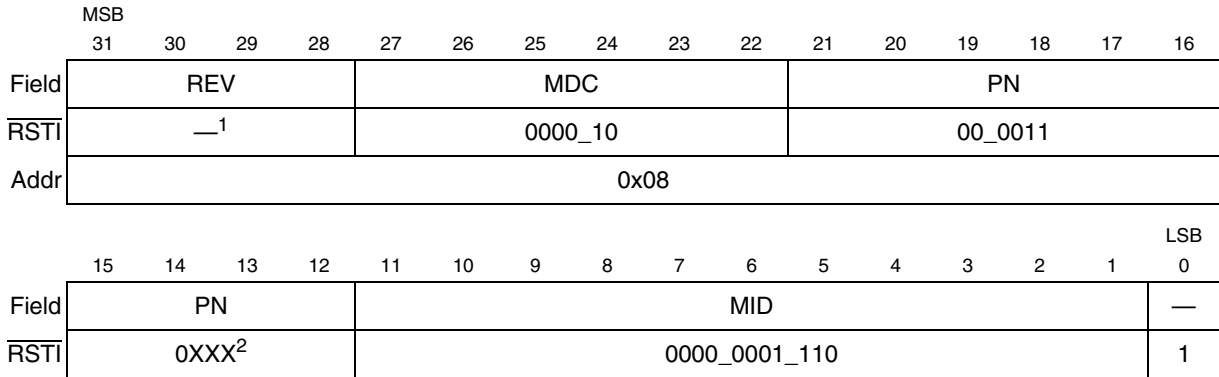 MSB
31 30 29 28 27 26 25 24 23 22 21 20 19 18 17 16
Field REV MDC PN
RSTI —1 0000_10 00_0011
Addr 0x08
LSB
15 14 13 12 11 10 9 8 7 6 5 4 3 2 1 0
Field PN MID —
RSTI 0XXX2 0000_0001_110 1